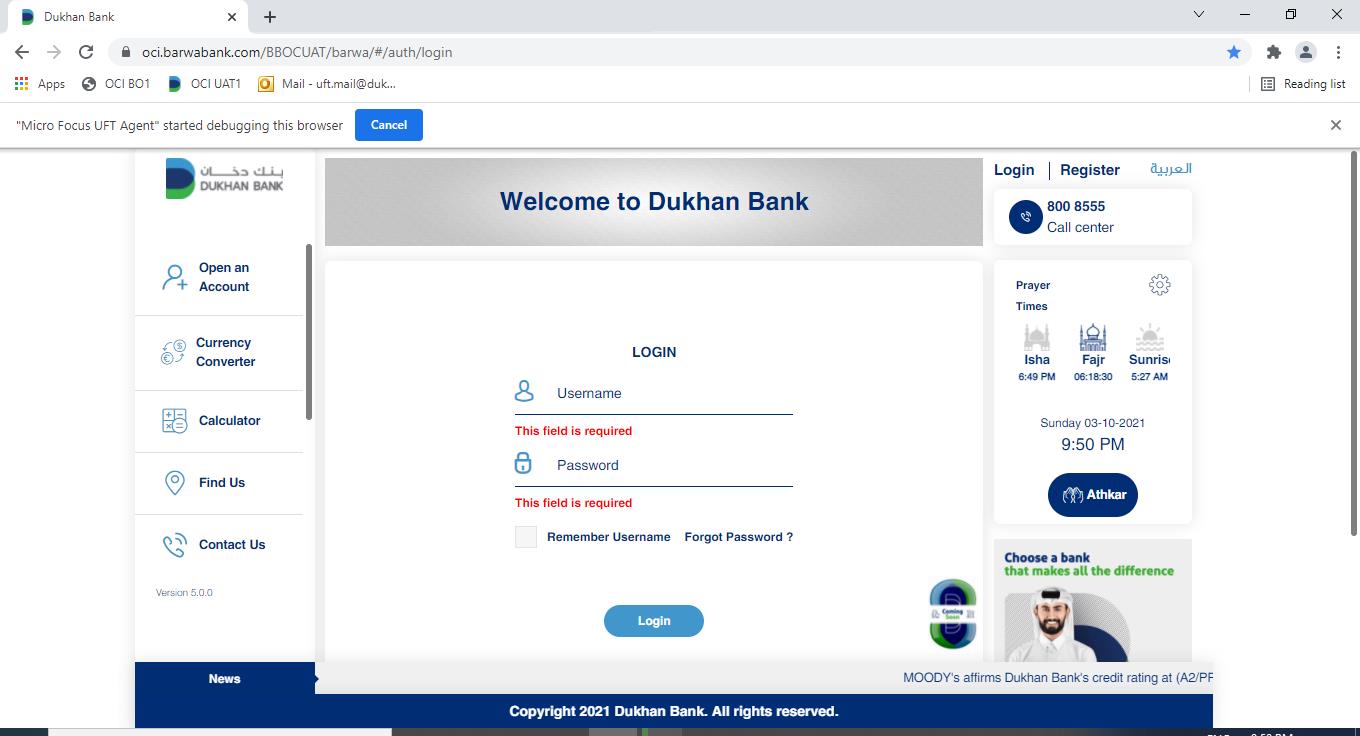 Dukhan Bank
oci.barwabank.com/BBOCUAT/barwa/#/auth/login
Apps OCI BO1 OCI UAT1 Mail - uft.mail@duk... Reading list
"Micro Focus UFT Agent" started debugging this browser Cancel
بنك دخان
DUKHAN BANK
Welcome to Dukhan Bank
Login Register العربية
800 8555
Call center
Open an
Account
Currency
Converter
Calculator
Find Us
Contact Us
Version 5.0.0
LOGIN
Username
This field is required
Password
This field is required
Remember Username Forgot Password ?
Login
Coming
Soon
Prayer
Times
Isha Fajr Sunris
6:49 PM 06:18:30 5:27 AM
Sunday 03-10-2021
9:50 PM
Athkar
Choose a bank
that makes all the difference
News MOODY's affirms Dukhan Bank's credit rating at (A2/PR
Copyright 2021 Dukhan Bank. All rights reserved.